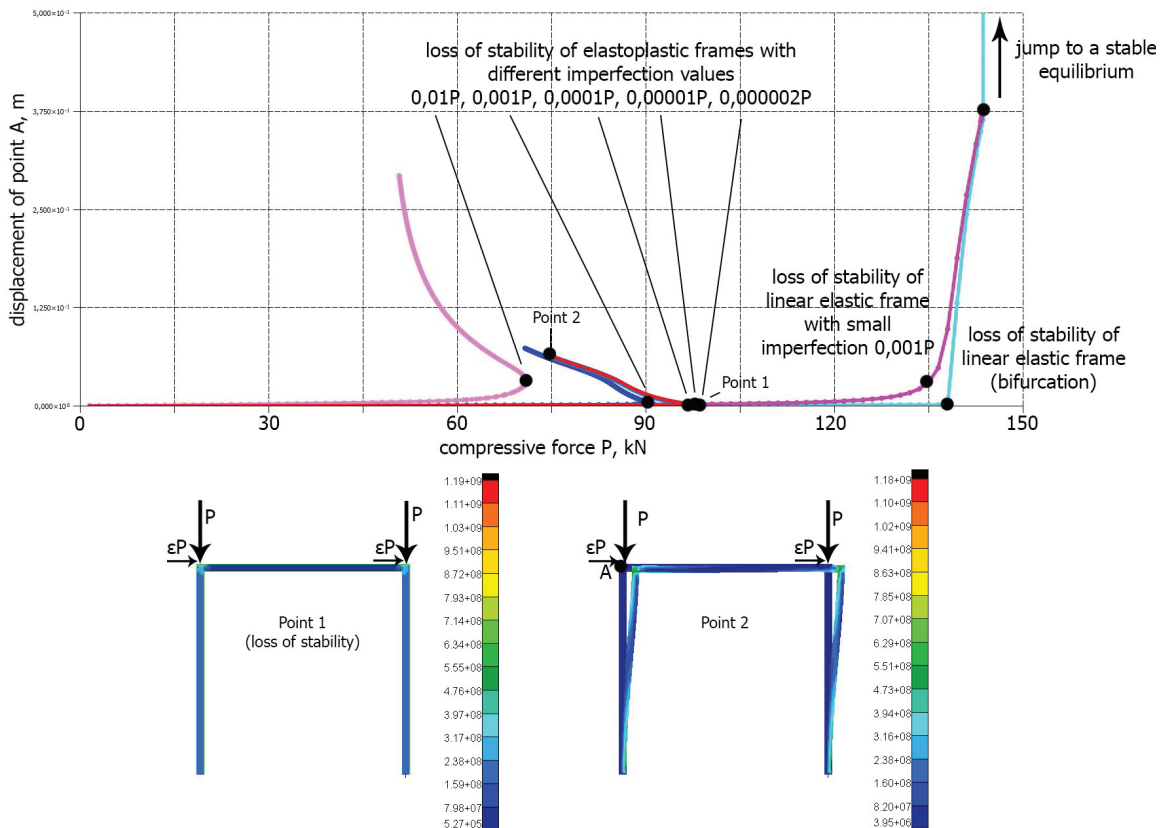 5,000×10⁻¹
3,750×10⁻¹
2,500×10⁻¹
1,250×10⁻¹
0,000×10⁰
displacement of point A, m
loss of stability of elastoplastic frames with
different imperfection values
0,01P, 0,001P, 0,0001P, 0,00001P, 0,000002P
jump to a stable
equilibrium
Point 2
Point 1
loss of stability of
linear elastic frame
with small
imperfection 0,001P
loss of stability of
linear elastic frame
(bifurcation)
0
30
60
90
120
150
compressive force P, kN
P
P
εP
εP
Point 1
(loss of stability)
1.19+09
1.11+09
1.03+09
9.51+08
8.72+08
7.93+08
7.14+08
6.34+08
5.55+08
4.76+08
3.97+08
3.17+08
2.38+08
1.59+08
7.98+07
5.27+05
P
P
εP
εP
A
Point 2
1.18+09
1.10+09
1.02+09
9.41+08
8.63+08
7.85+08
7.07+08
6.29+08
5.51+08
4.73+08
3.94+08
3.16+08
2.38+08
1.60+08
8.20+07
3.95+06